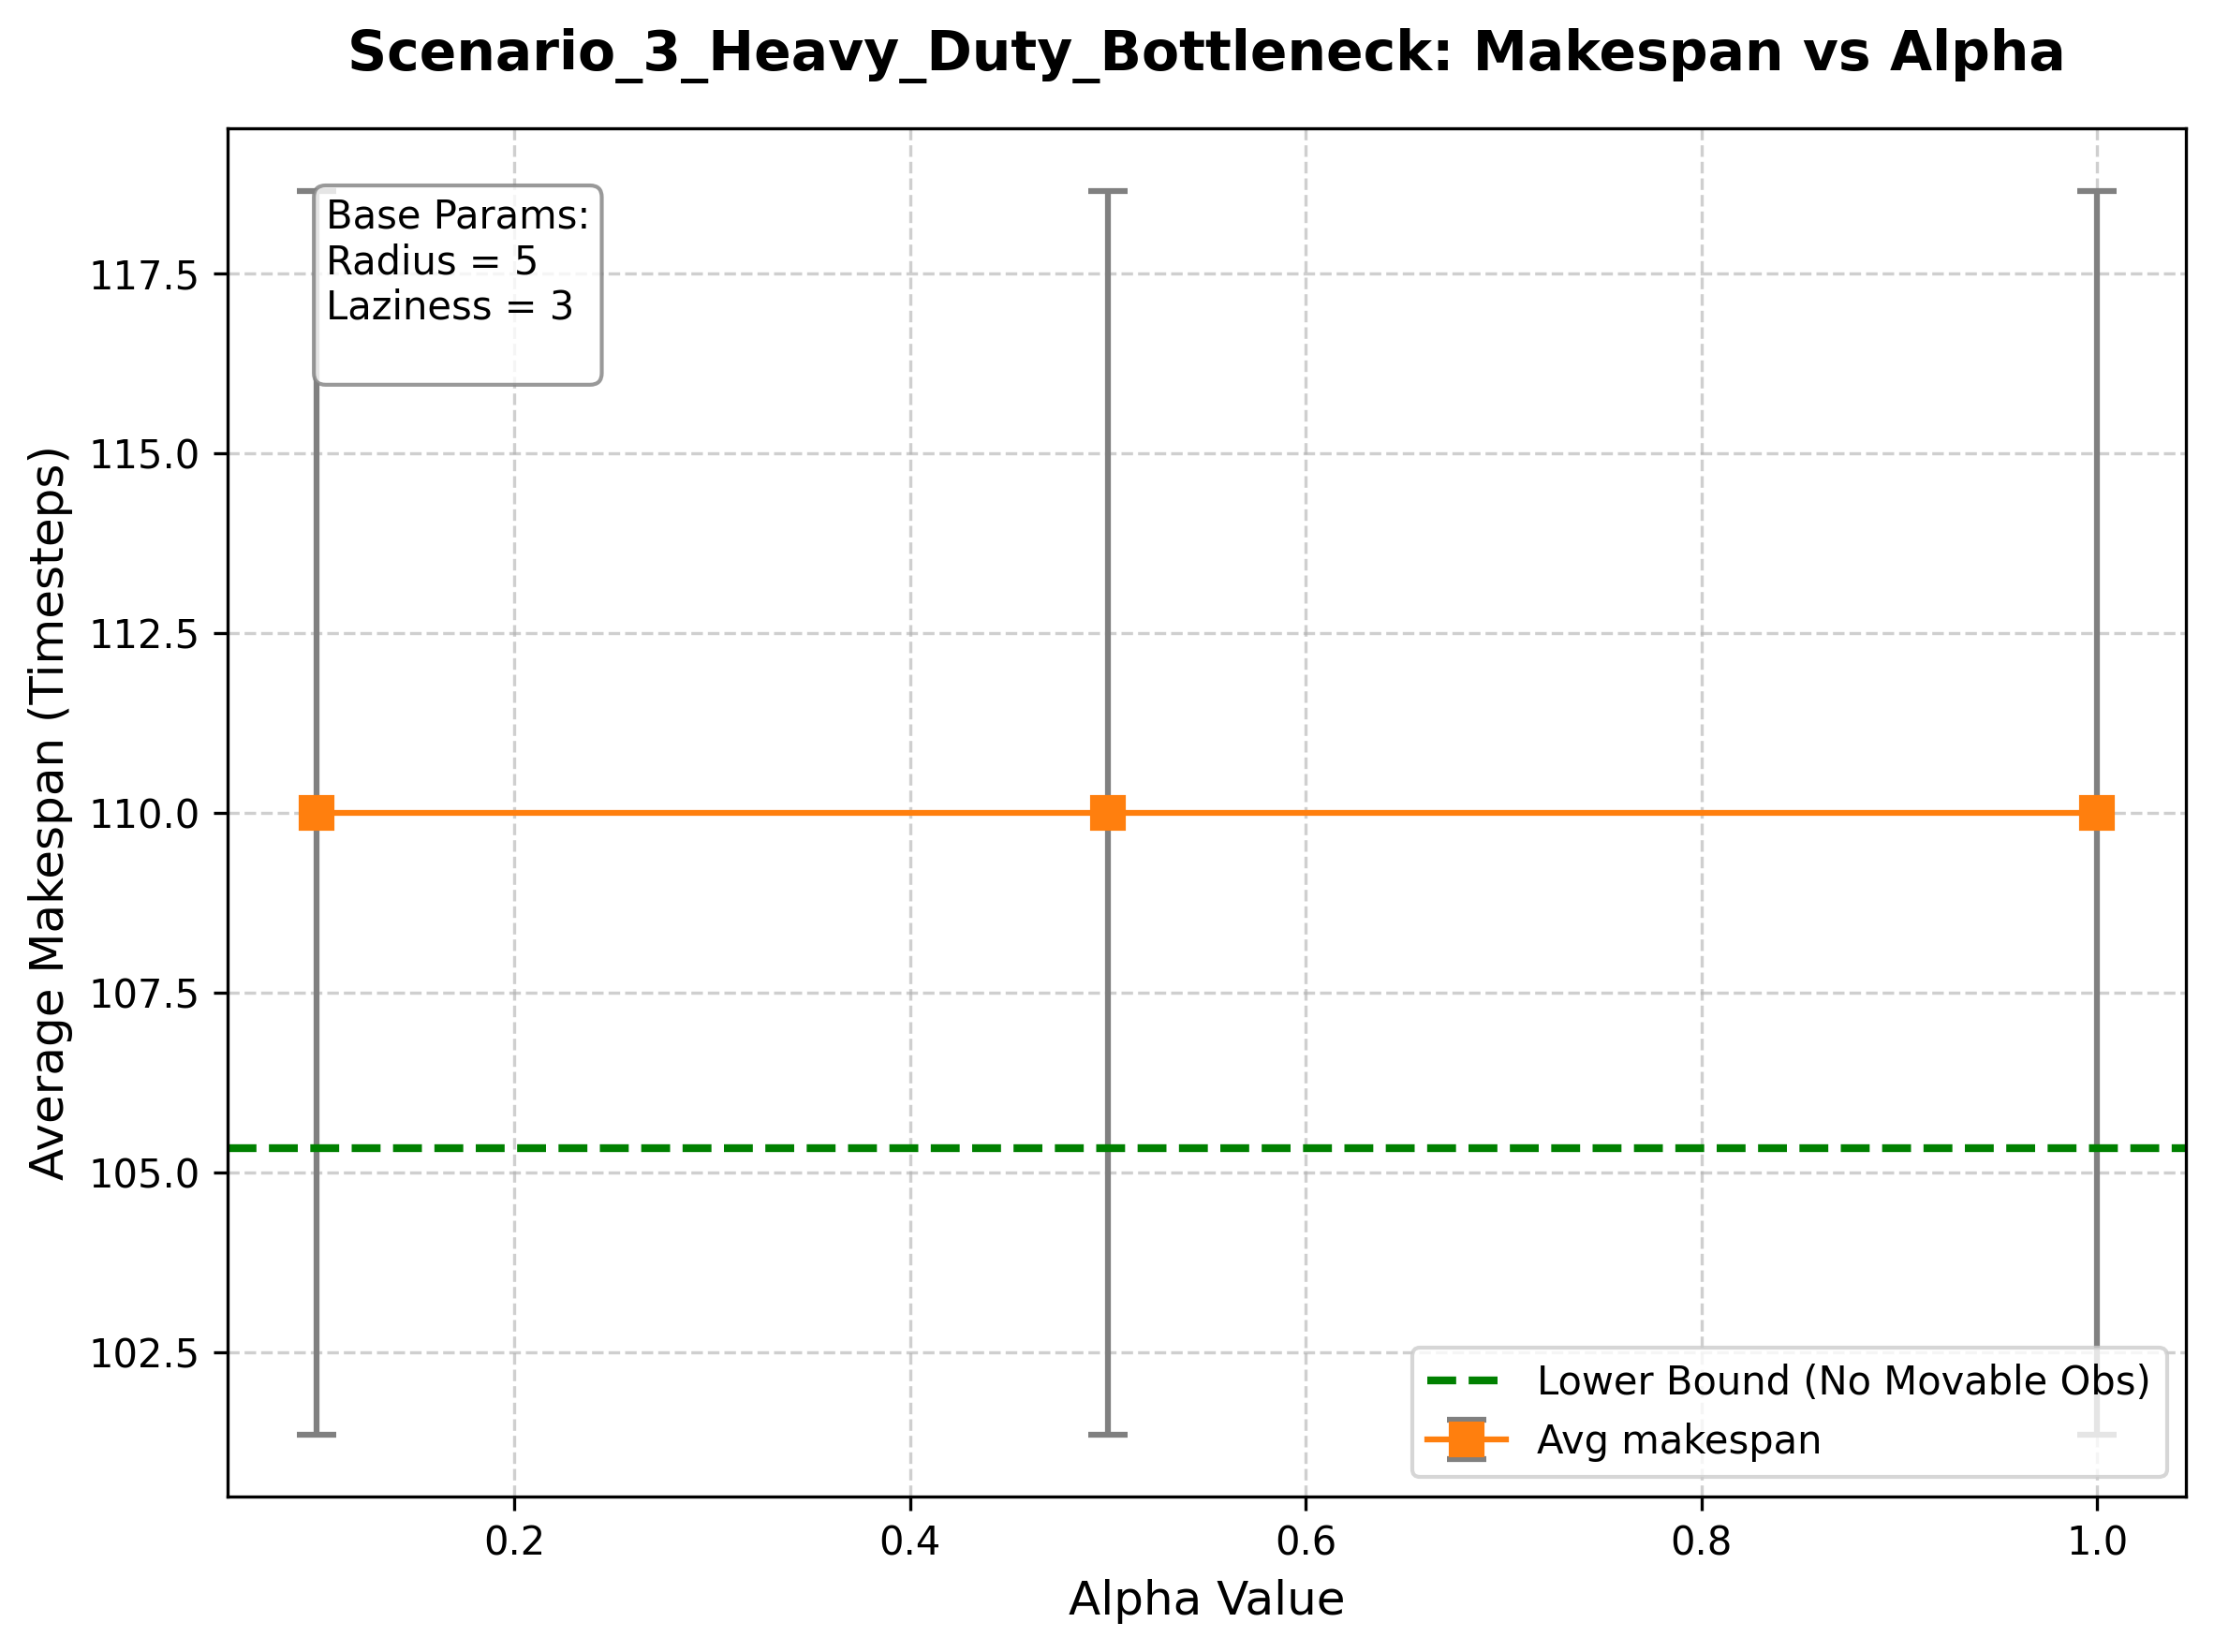 Scenario_3_Heavy_Duty_Bottleneck: Makespan vs Alpha
Base Params:
Radius = 5
Laziness = 3
Average Makespan (Timesteps)
117.5
115.0
112.5
110.0
107.5
105.0
102.5
Lower Bound (No Movable Obs)
Avg makespan
0.2
0.4
0.6
0.8
1.0
Alpha Value